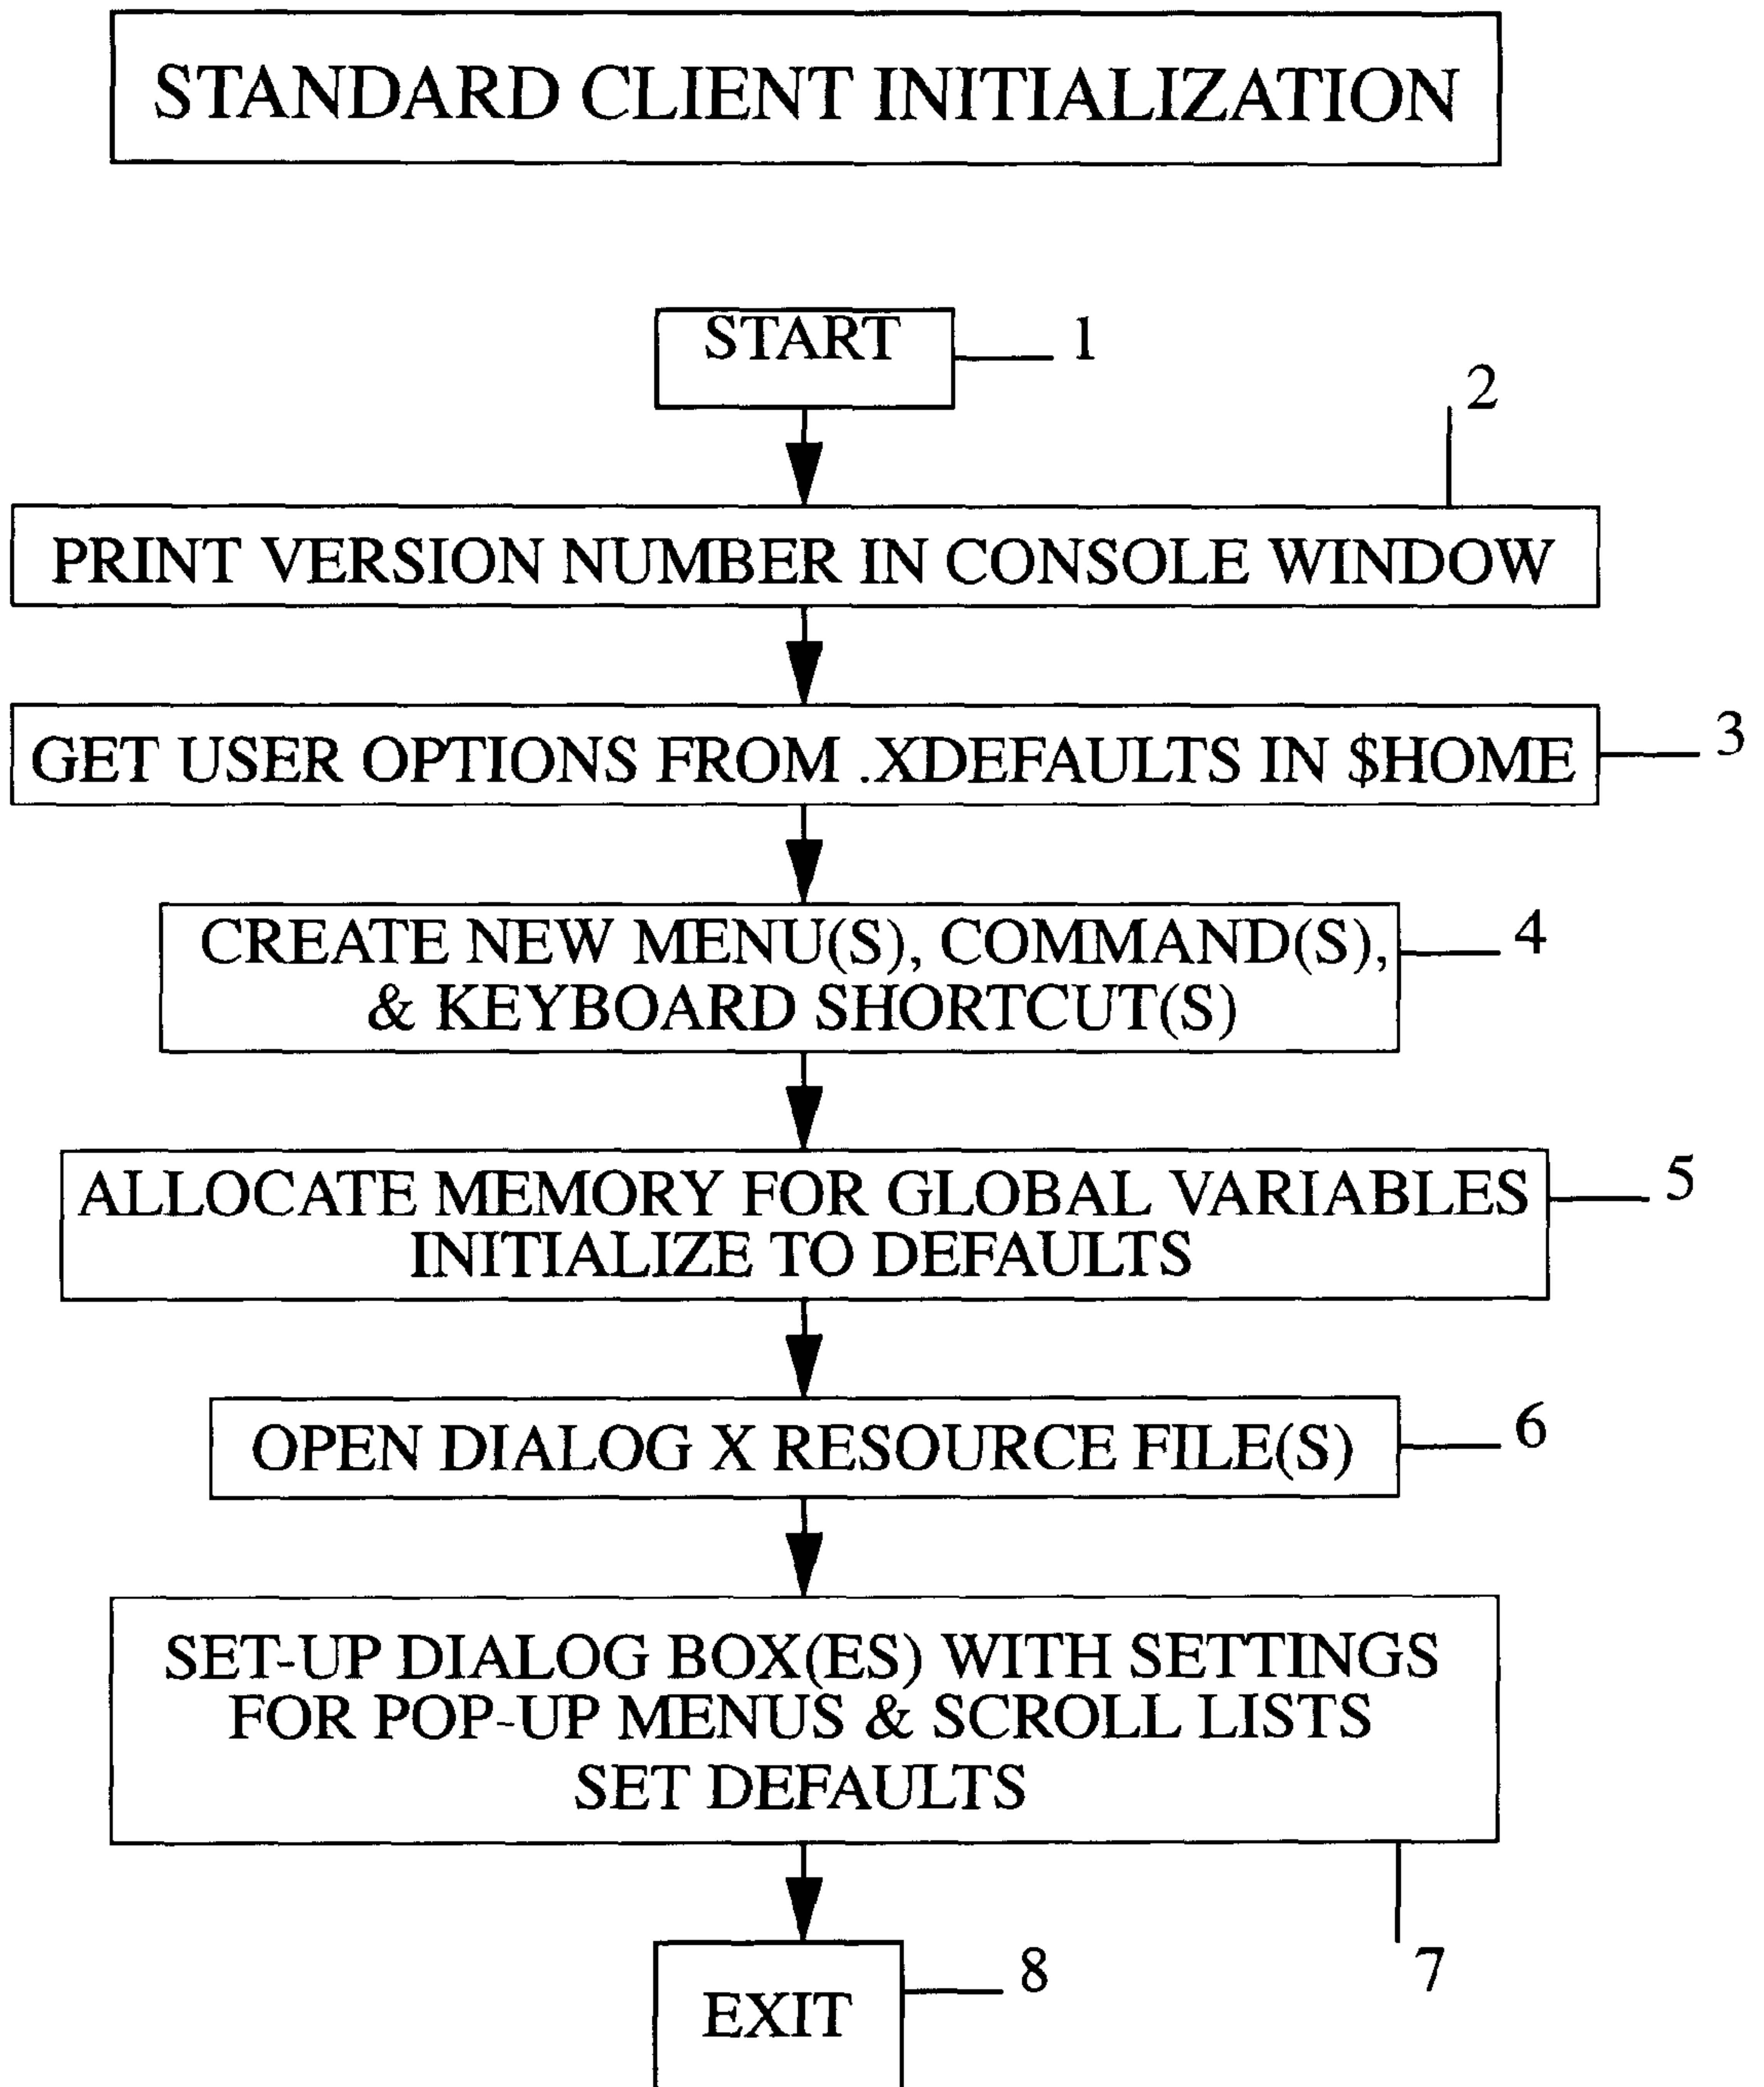 STANDARD CLIENT INITIALIZATION
START
1
2
PRINT VERSION NUMBER IN CONSOLE WINDOW
GET USER OPTIONS FROM .XDEFAULTS IN $HOME
3
CREATE NEW MENU(S), COMMAND(S),
& KEYBOARD SHORTCUT(S)
4
ALLOCATE MEMORY FOR GLOBAL VARIABLES
INITIALIZE TO DEFAULTS
5
OPEN DIALOG X RESOURCE FILE(S)
6
SET-UP DIALOG BOX(ES) WITH SETTINGS
FOR POP-UP MENUS & SCROLL LISTS
SET DEFAULTS
7
EXIT
8